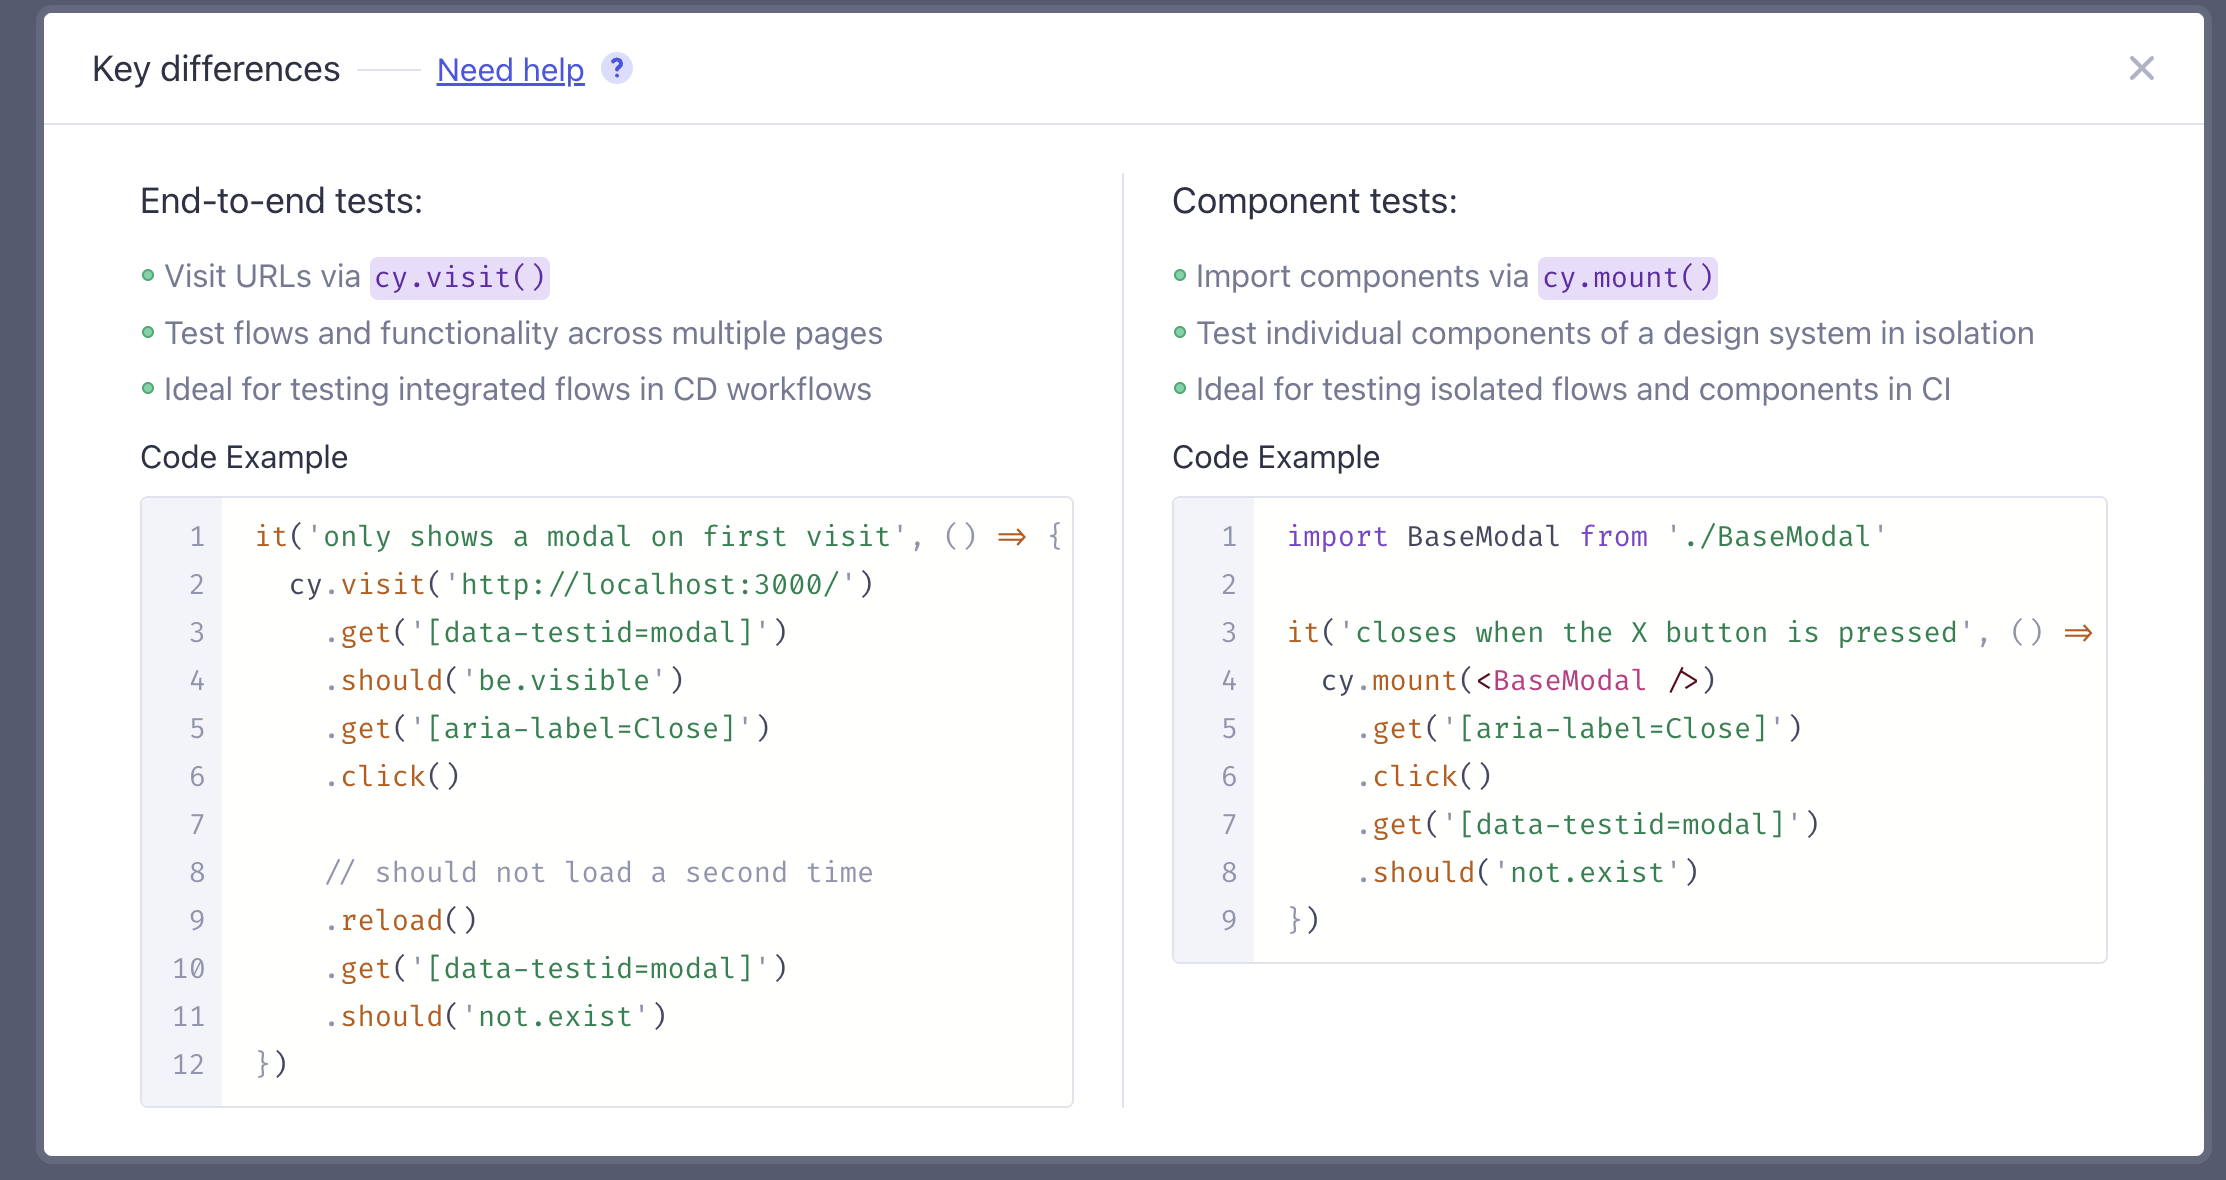 Key differences
Need help ?
End-to-end tests:
Visit URLs via cy.visit()
Test flows and functionality across multiple pages
Ideal for testing integrated flows in CD workflows
Code Example
1 it('only shows a modal on first visit', () => {
2   cy.visit('http://localhost:3000/')
3     .get('[data-testid=modal]')
4     .should('be.visible')
5     .get('[aria-label=Close]')
6     .click()
7
8     // should not load a second time
9     .reload()
10     .get('[data-testid=modal]')
11     .should('not.exist')
12 })
Component tests:
Import components via cy.mount()
Test individual components of a design system in isolation
Ideal for testing isolated flows and components in CI
Code Example
1 import BaseModal from './BaseModal'
2
3 it('closes when the X button is pressed', () =>
4   cy.mount(<BaseModal />)
5     .get('[aria-label=Close]')
6     .click()
7     .get('[data-testid=modal]')
8     .should('not.exist')
9 })